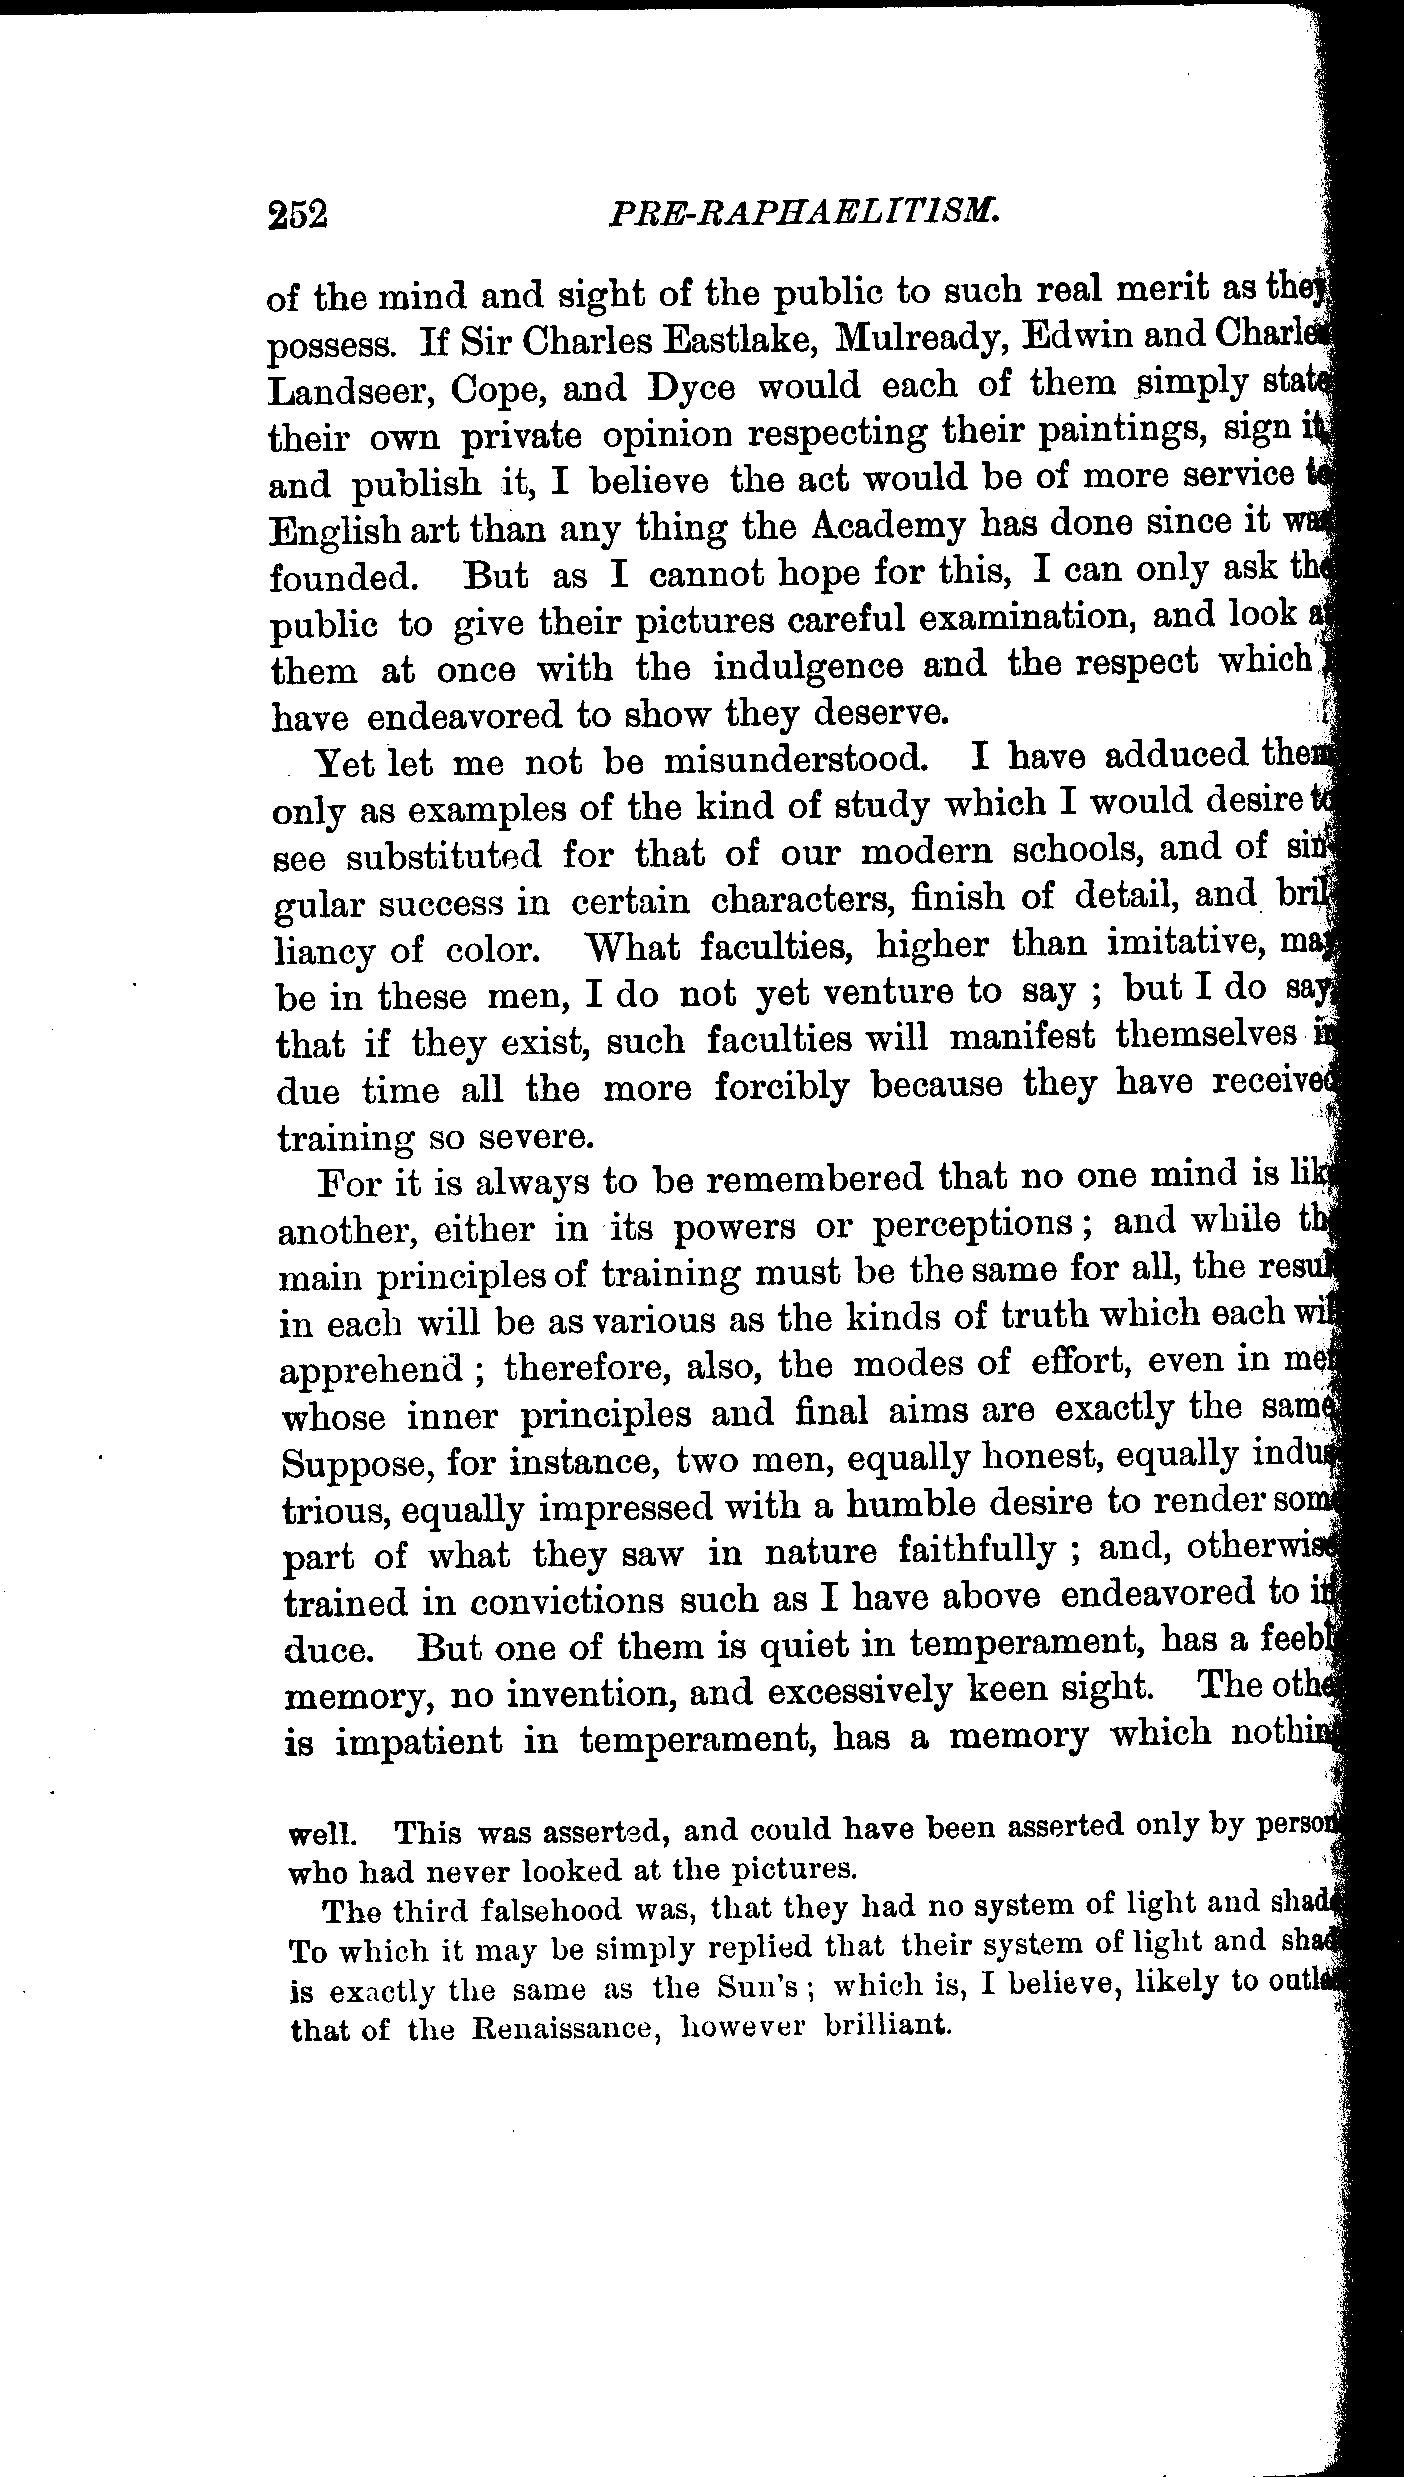 252 PRE-RAPHAELITISM.
of the mind and sight of the public to such real merit as they
possess. If Sir Charles Eastlake, Mulready, Edwin and Charles
Landseer, Cope, and Dyce would each of them simply state
their own private opinion respecting their paintings, sign it,
and publish it, I believe the act would be of more service to
English art than any thing the Academy has done since it was
founded. But as I cannot hope for this, I can only ask the
public to give their pictures careful examination, and look at
them at once with the indulgence and the respect which I
have endeavored to show they deserve.
Yet let me not be misunderstood. I have adduced them
only as examples of the kind of study which I would desire to
see substituted for that of our modern schools, and of sin-
gular success in certain characters, finish of detail, and bril-
liancy of color. What faculties, higher than imitative, may
be in these men, I do not yet venture to say ; but I do say,
that if they exist, such faculties will manifest themselves in
due time all the more forcibly because they have received
training so severe.
For it is always to be remembered that no one mind is like
another, either in its powers or perceptions ; and while the
main principles of training must be the same for all, the result
in each will be as various as the kinds of truth which each will
apprehend ; therefore, also, the modes of effort, even in men
whose inner principles and final aims are exactly the same.
Suppose, for instance, two men, equally honest, equally indus-
trious, equally impressed with a humble desire to render some
part of what they saw in nature faithfully ; and, otherwise
trained in convictions such as I have above endeavored to in-
duce. But one of them is quiet in temperament, has a feeble
memory, no invention, and excessively keen sight. The other
is impatient in temperament, has a memory which nothing
well. This was asserted, and could have been asserted only by persons
who had never looked at the pictures.
The third falsehood was, that they had no system of light and shade.
To which it may be simply replied that their system of light and shade
is exactly the same as the Sun's ; which is, I believe, likely to outlast
that of the Renaissance, however brilliant.